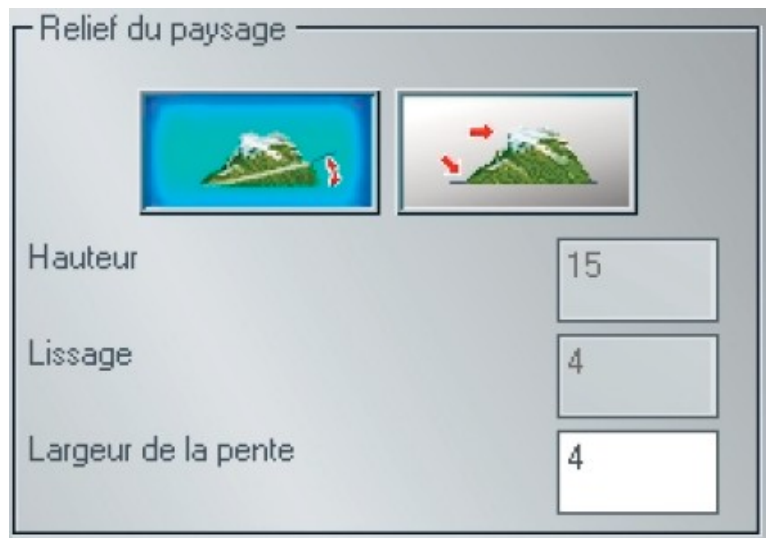 Relief du paysage
Hauteur
15
Lissage
4
Largeur de la pente
4